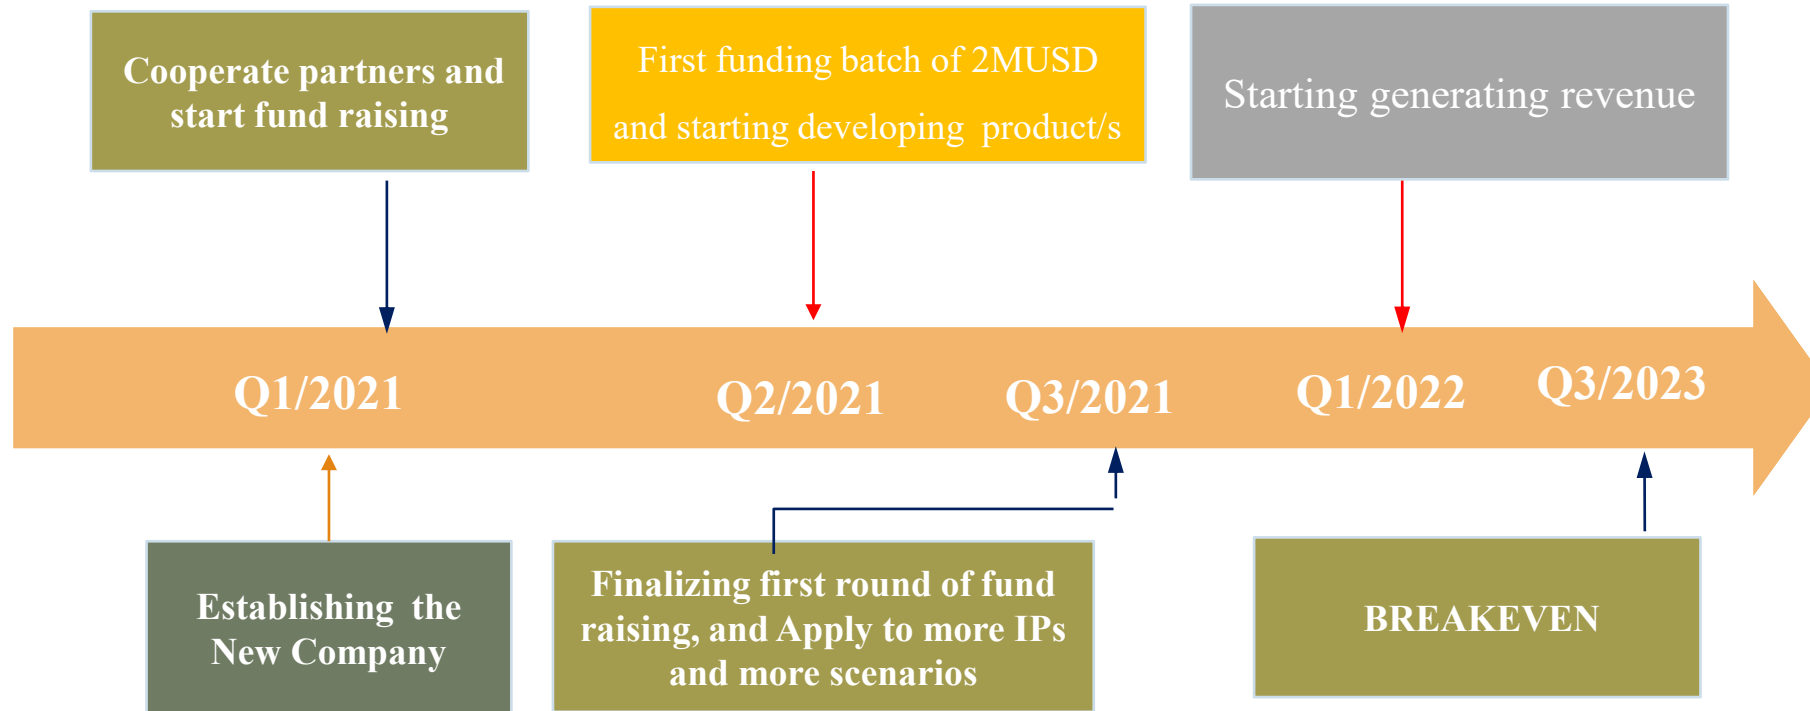 Cooperate partners and
start fund raising
First funding batch of 2MUSD
and starting developing product/s
Starting generating revenue
Q1/2021
Q2/2021
Q3/2021
Q1/2022
Q3/2023
Establishing the
New Company
Finalizing first round of fund
raising, and Apply to more IPs
and more scenarios
BREAKEVEN